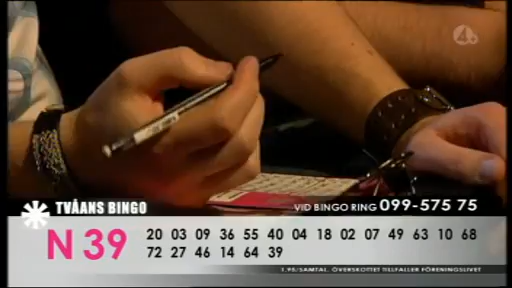 4
TVÅANS BINGO
VID BINGO RING 099-575 75
N 39
20 03 09 36 55 40 04 18 02 07 49 63 10 68
72 27 46 14 64 39
1.95/SAMTAL. ÖVERSKOTTET TILLFALLER FÖRENINGSLIVET